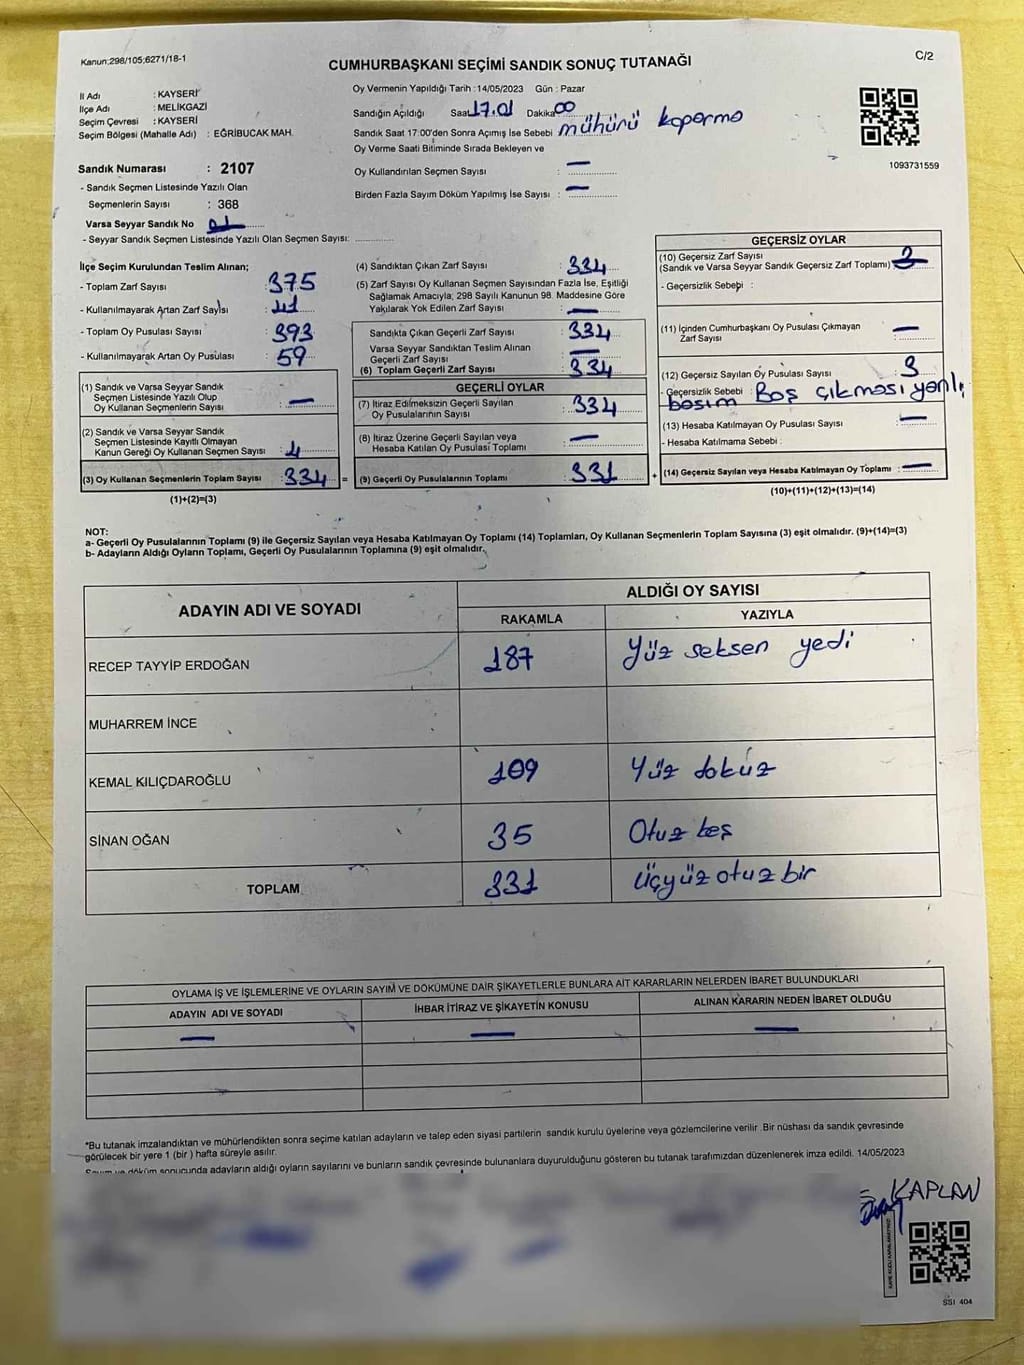 Kanun;298/105;6271/18-1
CUMHURBAŞKANI SEÇİMİ SANDIK SONUÇ TUTANAĞI
C/2
İl Adı : KAYSERİ
İlçe Adı : MELİKGAZİ
Seçim Çevresi : KAYSERİ
Seçim Bölgesi (Mahalle Adı) : EĞRİBUCAK MAH.
Sandık Numarası : 2107
- Sandık Seçmen Listesinde Yazılı Olan
Seçmenlerin Sayısı : 368
Varsa Seyyar Sandık No 01
- Seyyar Sandık Seçmen Listesinde Yazılı Olan Seçmen Sayısı: ............
Oy Vermenin Yapıldığı Tarih : 14/05/2023 Gün : Pazar
Sandığın Açıldığı Saat 17.01 Dakika 00
Sandık Saat 17:00'den Sonra Açımış İse Sebebi mühürü koparma
Oy Verme Saati Bitiminde Sırada Bekleyen ve
Oy Kullandırılan Seçmen Sayısı : —
Birden Fazla Sayım Döküm Yapılmış İse Sayısı : —
1093731559
İlçe Seçim Kurulundan Teslim Alınan;
- Toplam Zarf Sayısı : 375
- Kullanılmayarak Artan Zarf Sayısı : 41
- Toplam Oy Pusulası Sayısı : 393
- Kullanılmayarak Artan Oy Pusulası : 59
(1) Sandık ve Varsa Seyyar Sandık
Seçmen Listesinde Yazılı Olup
Oy Kullanan Seçmenlerin Sayısı : —
(2) Sandık ve Varsa Seyyar Sandık
Seçmen Listesinde Kayıtlı Olmayan
Kanun Gereği Oy Kullanan Seçmen Sayısı : 4
(3) Oy Kullanan Seçmenlerin Toplam Sayısı : 334 =
(1)+(2)=(3)
(4) Sandıktan Çıkan Zarf Sayısı : 334
(5) Zarf Sayısı Oy Kullanan Seçmen Sayısından Fazla İse, Eşitliği
Sağlamak Amacıyla; 298 Sayılı Kanunun 98. Maddesine Göre
Yakılarak Yok Edilen Zarf Sayısı : —
Sandıkta Çıkan Geçerli Zarf Sayısı : 334
Varsa Seyyar Sandıktan Teslim Alınan
Geçerli Zarf Sayısı : —
(6) Toplam Geçerli Zarf Sayısı : 334
GEÇERLİ OYLAR
(7) İtiraz Edilmeksizin Geçerli Sayılan
Oy Pusulalarının Sayısı : 334
(8) İtiraz Üzerine Geçerli Sayılan veya
Hesaba Katılan Oy Pusulası Toplamı : —
(9) Geçerli Oy Pusulalarının Toplamı : 331 +
GEÇERSİZ OYLAR
(10) Geçersiz Zarf Sayısı
(Sandık ve Varsa Seyyar Sandık Geçersiz Zarf Toplamı) : 3
- Geçersizlik Sebebi :
(11) İçinden Cumhurbaşkanı Oy Pusulası Çıkmayan
Zarf Sayısı : —
(12) Geçersiz Sayılan Oy Pusulası Sayısı : 3
- Geçersizlik Sebebi : Boş çıkması yanlı,
basım
(13) Hesaba Katılmayan Oy Pusulası Sayısı : —
- Hesaba Katılmama Sebebi :
(14) Geçersiz Sayılan veya Hesaba Katılmayan Oy Toplamı : —
(10)+(11)+(12)+(13)=(14)
NOT:
a- Geçerli Oy Pusulalarının Toplamı (9) ile Geçersiz Sayılan veya Hesaba Katılmayan Oy Toplamı (14) Toplamları, Oy Kullanan Seçmenlerin Toplam Sayısına (3) eşit olmalıdır. (9)+(14)=(3)
b- Adayların Aldığı Oyların Toplamı, Geçerli Oy Pusulalarının Toplamına (9) eşit olmalıdır.
ADAYIN ADI VE SOYADI ALDIĞI OY SAYISI
RAKAMLA YAZIYLA
RECEP TAYYİP ERDOĞAN 187 Yüz seksen yedi
MUHARREM İNCE
KEMAL KILIÇDAROĞLU 109 Yüz dokuz
SİNAN OĞAN 35 Otuz beş
TOPLAM 331 Üçyüz otuz bir
OYLAMA İŞ VE İŞLEMLERİNE VE OYLARIN SAYIM VE DÖKÜMÜNE DAİR ŞİKAYETLERLE BUNLARA AİT KARARLARIN NELERDEN İBARET BULUNDUKLARI
ADAYIN ADI VE SOYADI İHBAR İTİRAZ VE ŞİKAYETİN KONUSU ALINAN KARARIN NEDEN İBARET OLDUĞU
— — —
*Bu tutanak imzalandıktan ve mühürlendikten sonra seçime katılan adayların ve talep eden siyasi partilerin sandık kurulu üyelerine veya gözlemcilerine verilir .Bir nüshası da sandık çevresinde
görülecek bir yere 1 (bir ) hafta süreyle asılır.
Sayım ve döküm sonucunda adayların aldığı oyların sayılarını ve bunların sandık çevresinde bulunanlara duyurulduğunu gösteren bu tutanak tarafımızdan düzenlenerek imza edildi. 14/05/2023
KAPLAN
SSİ 404